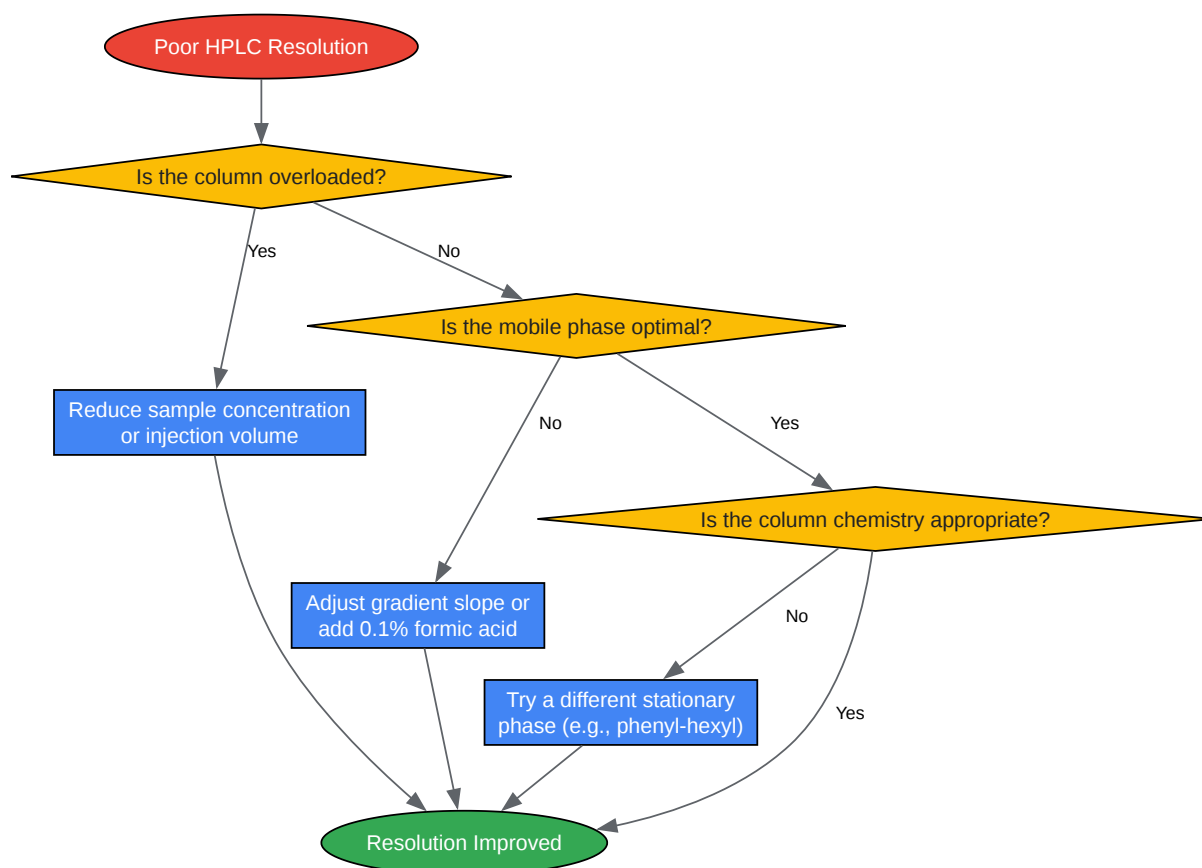 Poor HPLC Resolution
Is the column overloaded?
Yes
No
Is the mobile phase optimal?
Reduce sample concentration
or injection volume
No
Yes
Is the column chemistry appropriate?
Adjust gradient slope or
add 0.1% formic acid
No
Try a different stationary
phase (e.g., phenyl-hexyl)
Yes
Resolution Improved